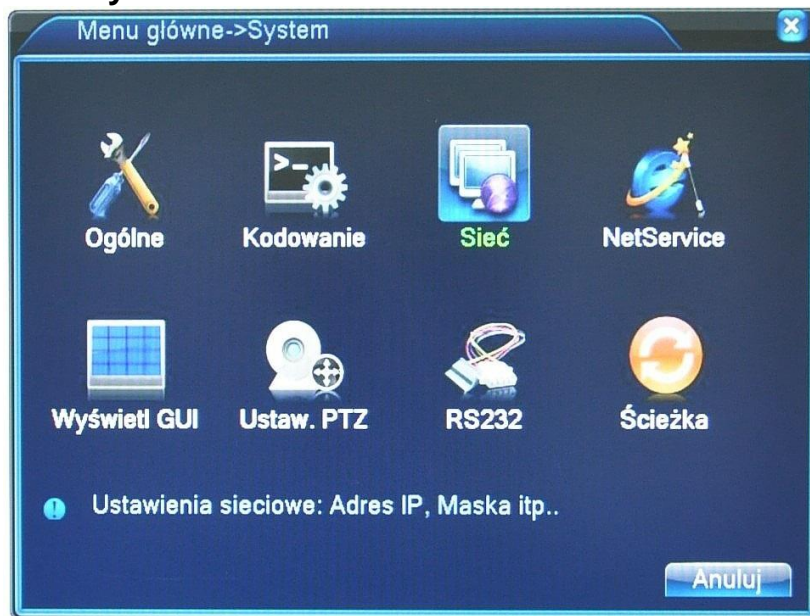 Menu główne->System
Ogólne Kodowanie Sieć NetService
Wyświetl GUI Ustaw. PTZ RS232 Ścieżka
Ustawienia sieciowe: Adres IP, Maska itp..
Anuluj